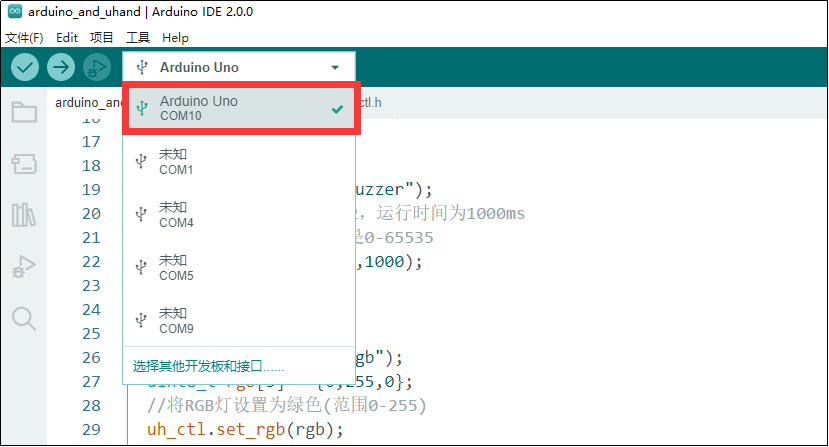 arduino_and_uhand | Arduino IDE 2.0.0
文件(F) Edit 项目 工具 Help
Arduino Uno
arduino_and
ctl.h
Arduino Uno
COM10
未知
COM1
未知
COM4
未知
COM5
未知
COM9
选择其他开发板和接口......
16
17
18
19 uzzer");
20 ，运行时间为1000ms
21 是0-65535
22 ,1000);
23
24
25
26 gb");
27 uint8_t rgb[3] = {0,255,0};
28 //将RGB灯设置为绿色(范围0-255)
29 uh_ctl.set_rgb(rgb);